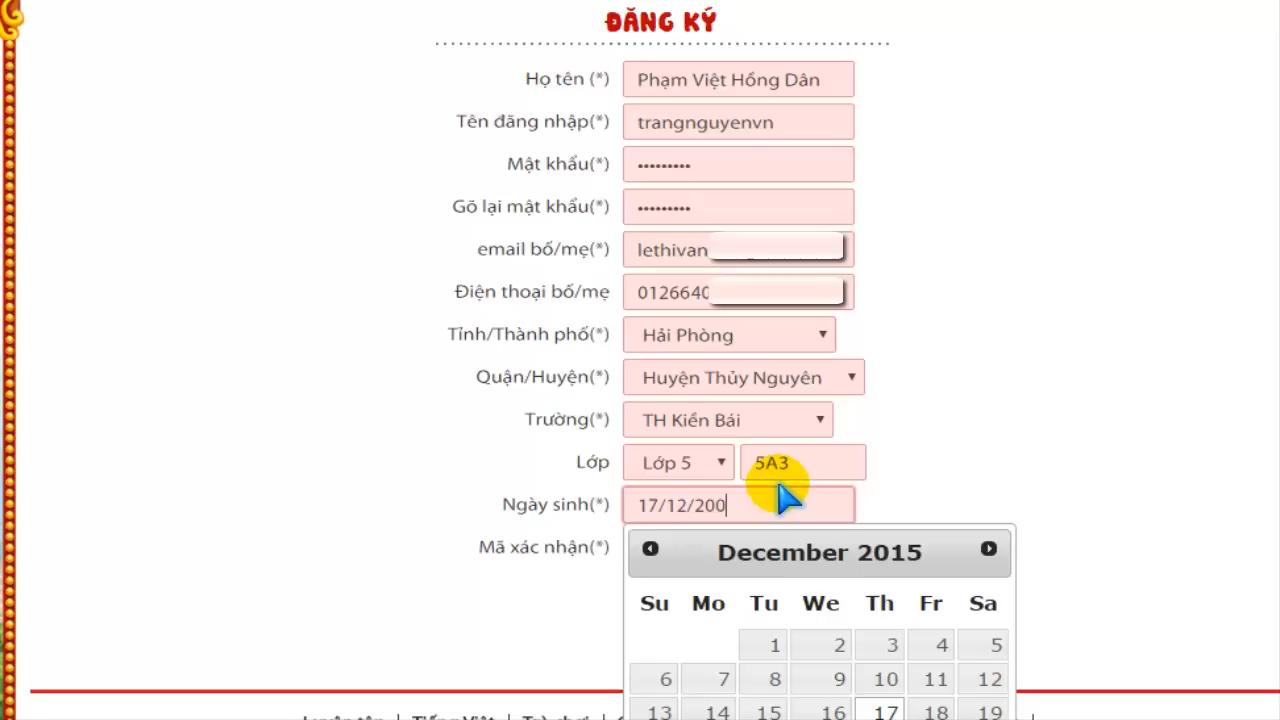 ĐĂNG KÝ
Họ tên (*) Phạm Việt Hồng Dân
Tên đăng nhập(*) trangnguyenvn
Mật khẩu(*) •••••••••
Gõ lại mật khẩu(*) •••••••••
email bố/mẹ(*) lethivan
Điện thoại bố/mẹ 0126640
Tỉnh/Thành phố(*) Hải Phòng
Quận/Huyện(*) Huyện Thủy Nguyên
Trường(*) TH Kiền Bái
Lớp Lớp 5 5A3
Ngày sinh(*) 17/12/200
Mã xác nhận(*)
December 2015
Su Mo Tu We Th Fr Sa
1 2 3 4 5
6 7 8 9 10 11 12
13 14 15 16 17 18 19